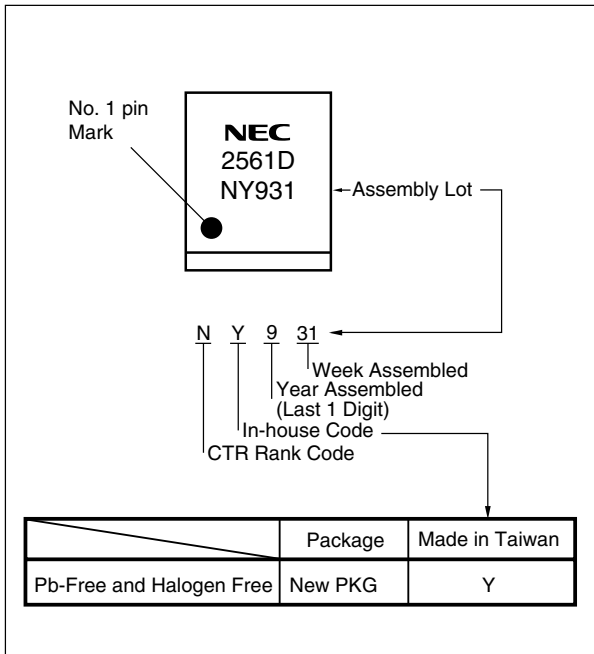 No. 1 pin
Mark
NEC
2561D
NY931
Assembly Lot
N Y 9 31
Week Assembled
Year Assembled
(Last 1 Digit)
In-house Code
CTR Rank Code
Package Made in Taiwan
Pb-Free and Halogen Free New PKG Y